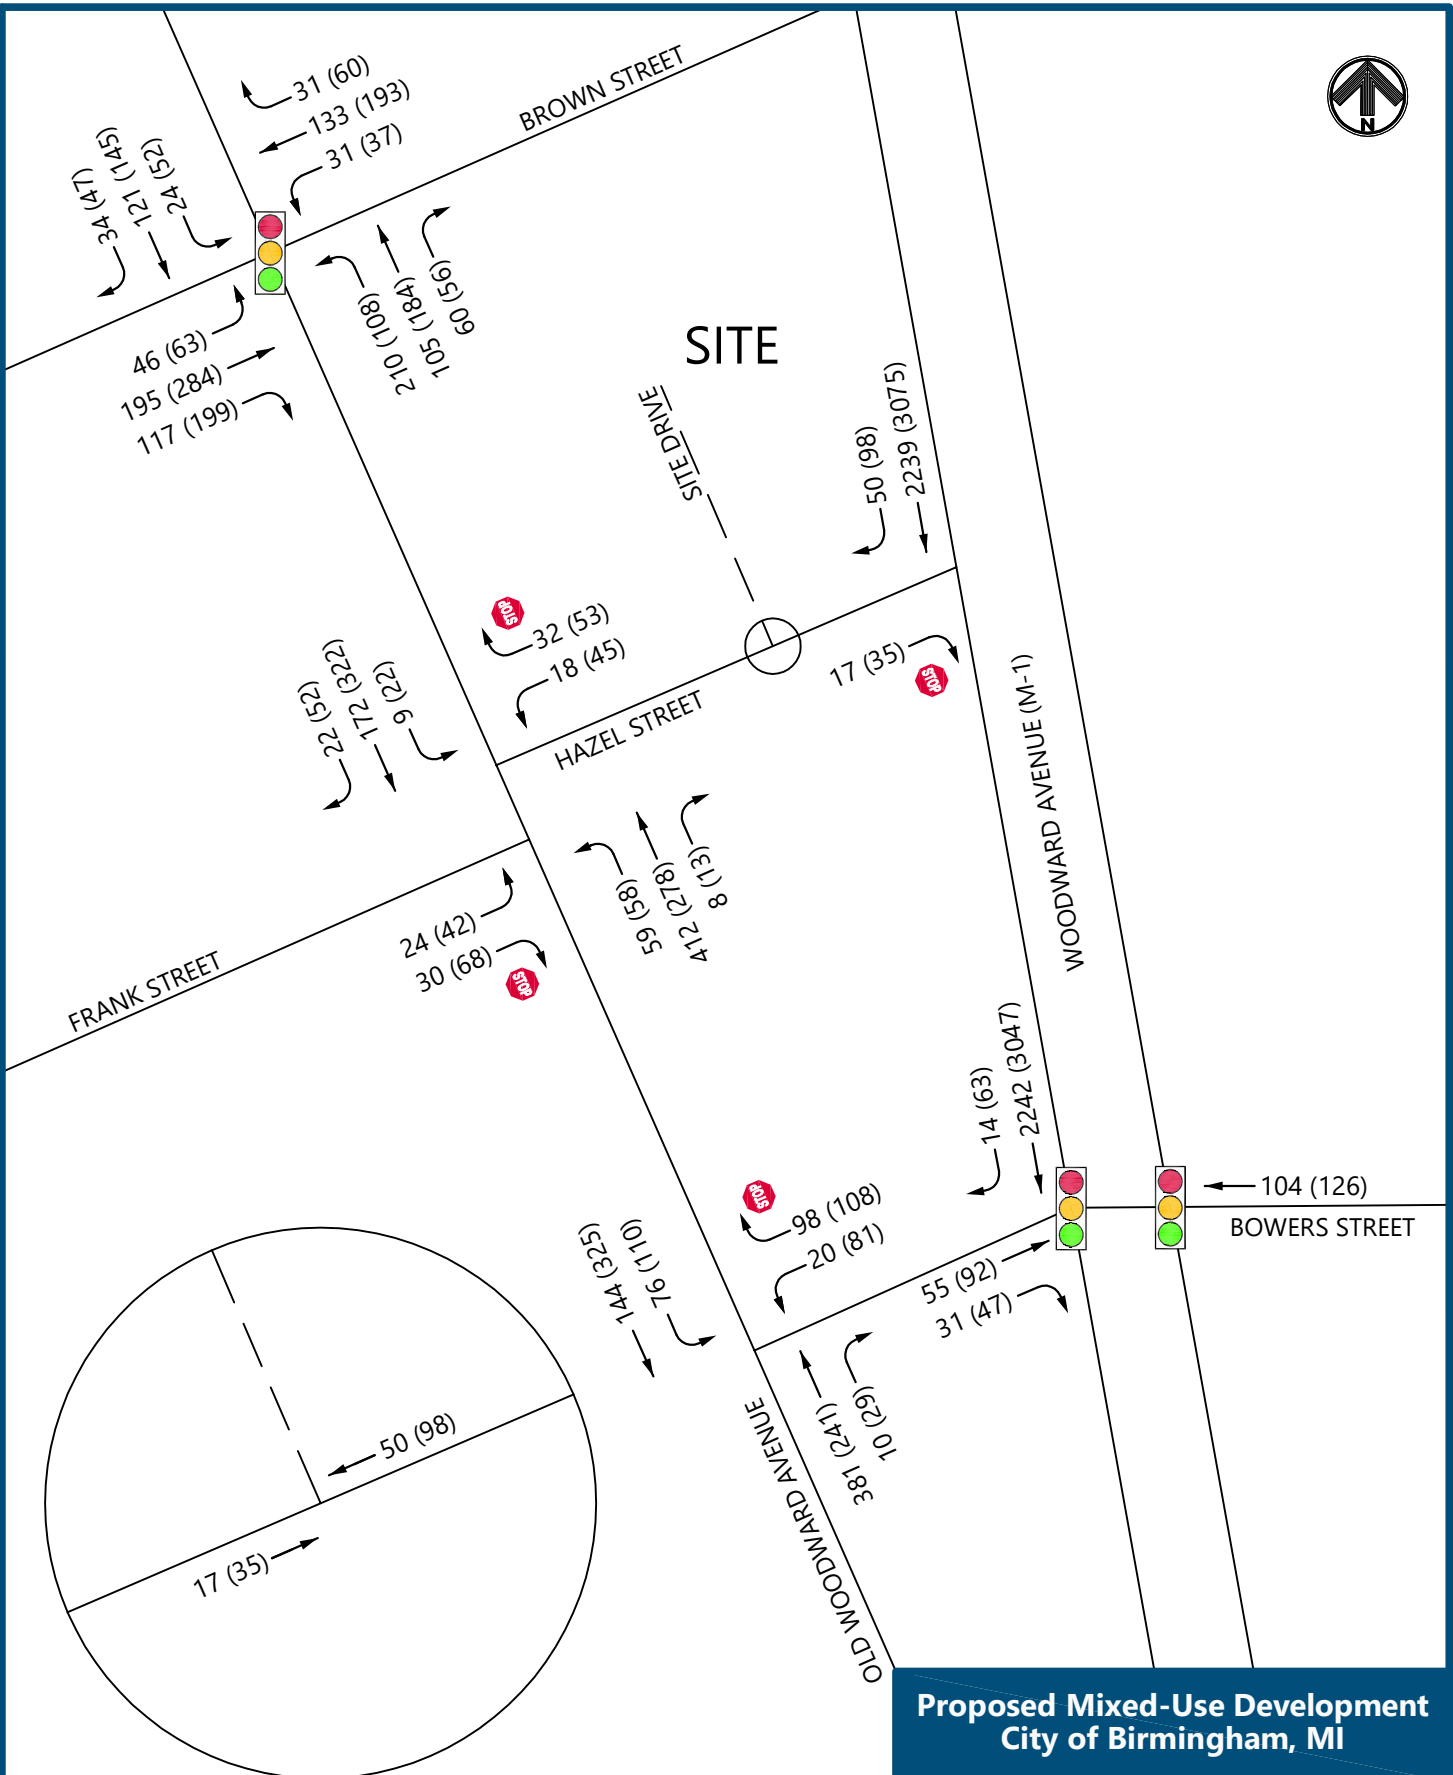 31 (60)
133 (193)
31 (37)
BROWN STREET
N
34 (47)
121 (145)
24 (52)
46 (63)
195 (284)
117 (199)
210 (108)
105 (184)
60 (56)
SITE
SITE DRIVE
50 (98)
2239 (3075)
STOP
32 (53)
18 (45)
17 (35)
STOP
HAZEL STREET
22 (52)
172 (322)
9 (22)
WOODWARD AVENUE (M-1)
59 (58)
412 (278)
8 (13)
24 (42)
30 (68)
STOP
FRANK STREET
14 (63)
2242 (3047)
STOP
98 (108)
20 (81)
104 (126)
BOWERS STREET
144 (325)
76 (110)
55 (92)
31 (47)
381 (241)
10 (29)
OLD WOODWARD AVENUE
50 (98)
17 (35)
Proposed Mixed-Use Development
City of Birmingham, MI